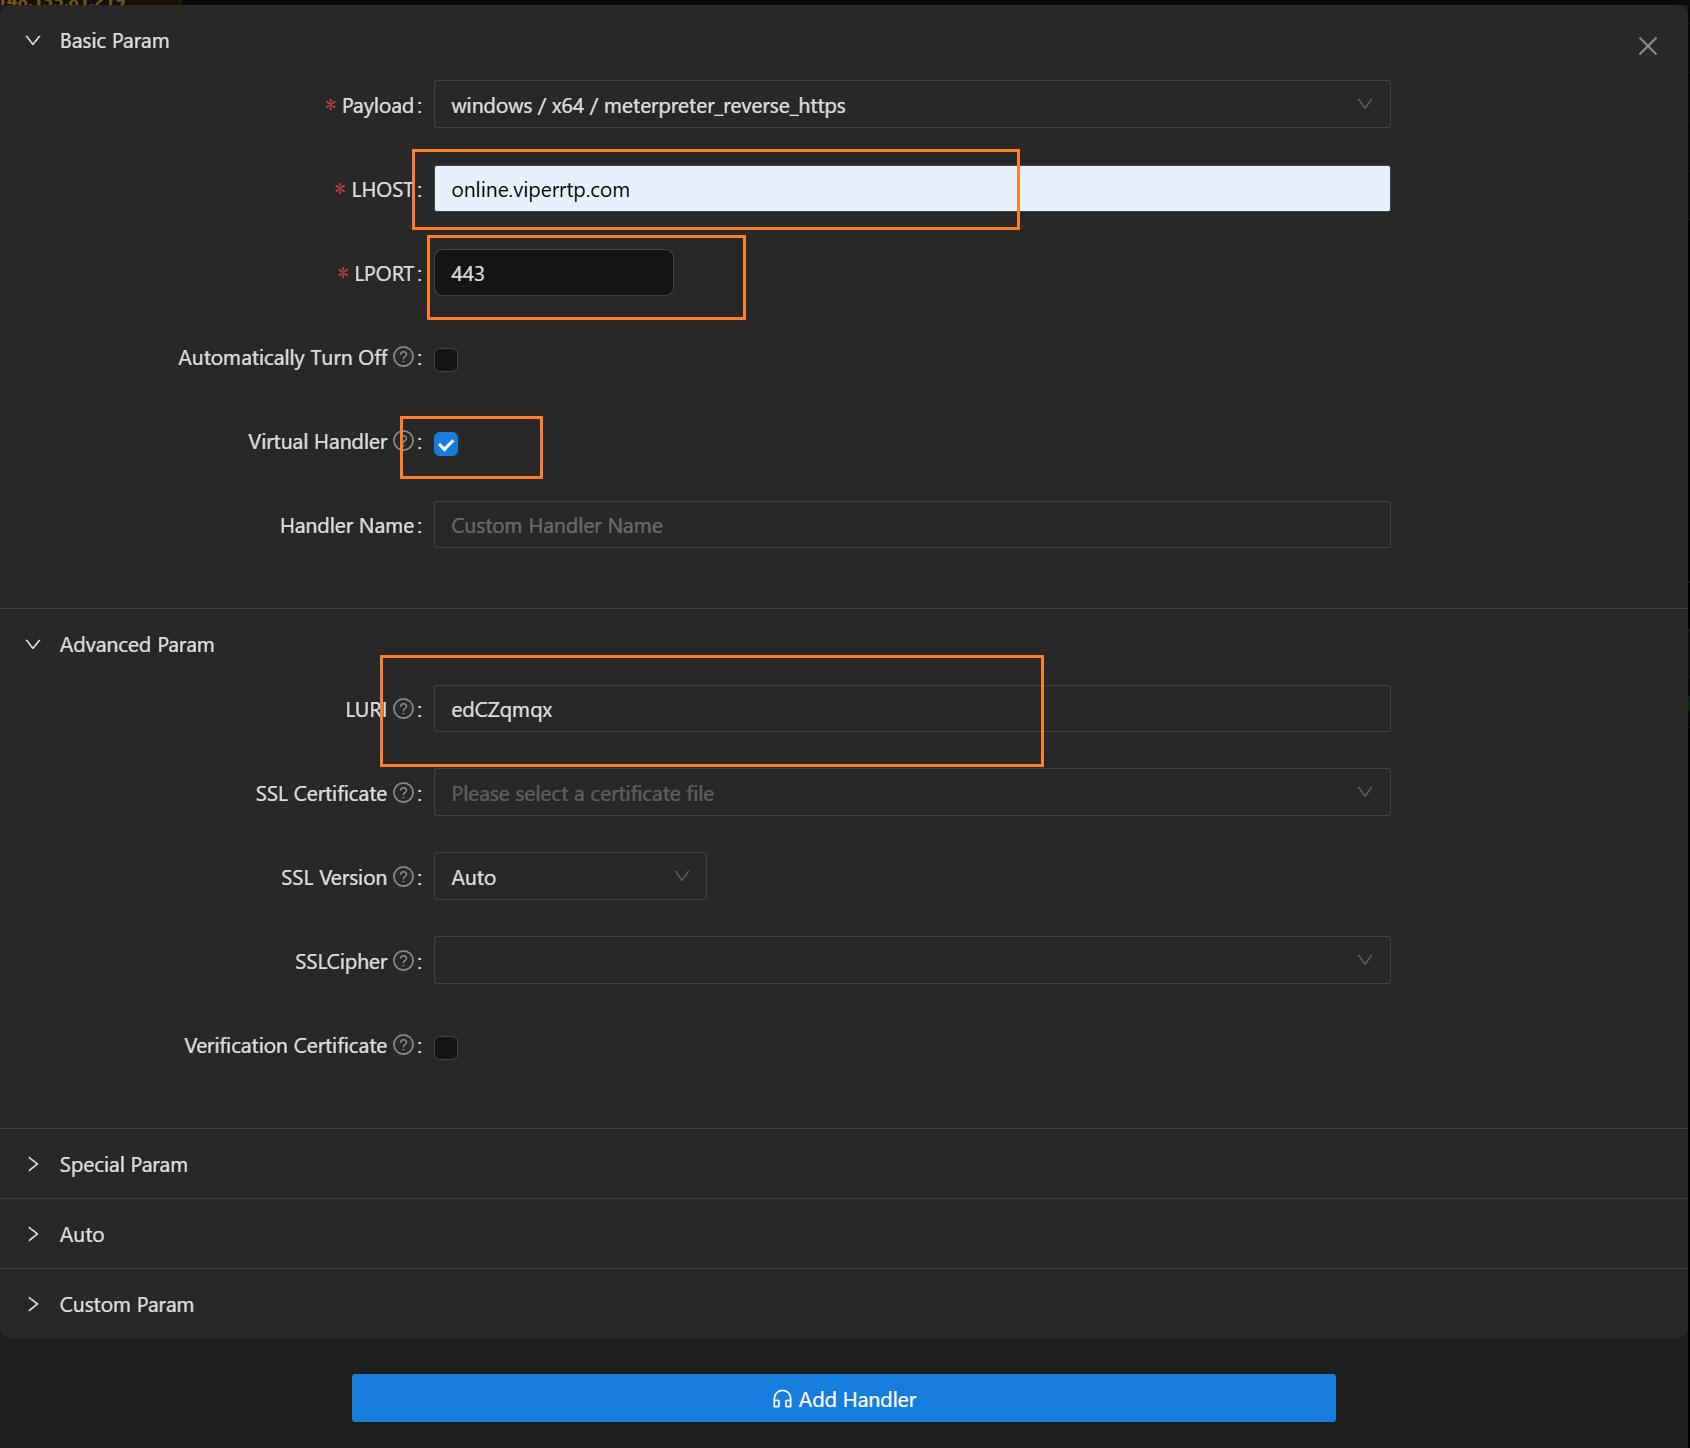 Basic Param
* Payload: windows / x64 / meterpreter_reverse_https
* LHOST: online.viperrtp.com
* LPORT: 443
Automatically Turn Off ? :
Virtual Handler ? :
Handler Name: Custom Handler Name
Advanced Param
LURI ? : edCZqmqx
SSL Certificate ? : Please select a certificate file
SSL Version ? : Auto
SSLCipher ? :
Verification Certificate ? :
Special Param
Auto
Custom Param
Add Handler